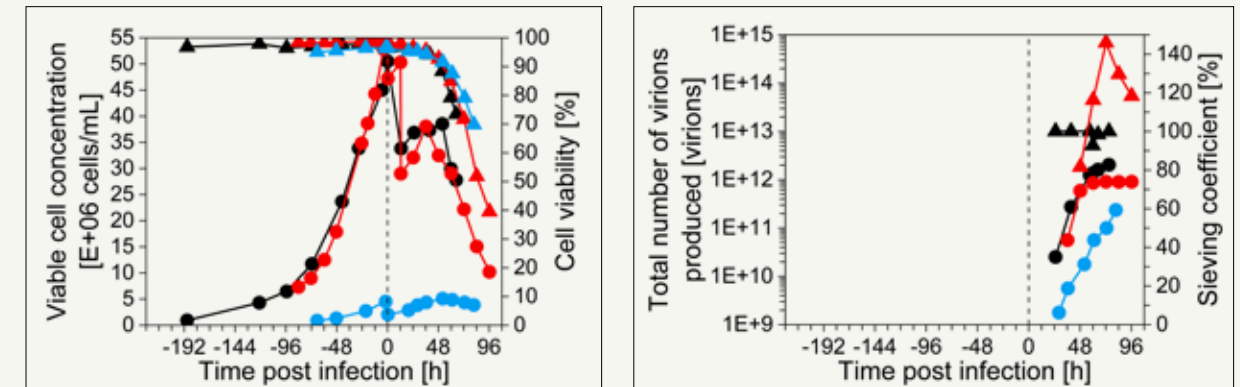 Viable cell concentration
[E+06 cells/mL]
55
50
45
40
35
30
25
20
15
10
5
0
100
90
80
70
60
50
40
30
20
10
0
Cell viability [%]
-192 -144 -96 -48 0 48 96
Time post infection [h]
Total number of virions
produced [virions]
1E+15
1E+14
1E+13
1E+12
1E+11
1E+10
1E+9
140
120
100
80
60
40
20
0
Sieving coefficient [%]
-192 -144 -96 -48 0 48 96
Time post infection [h]